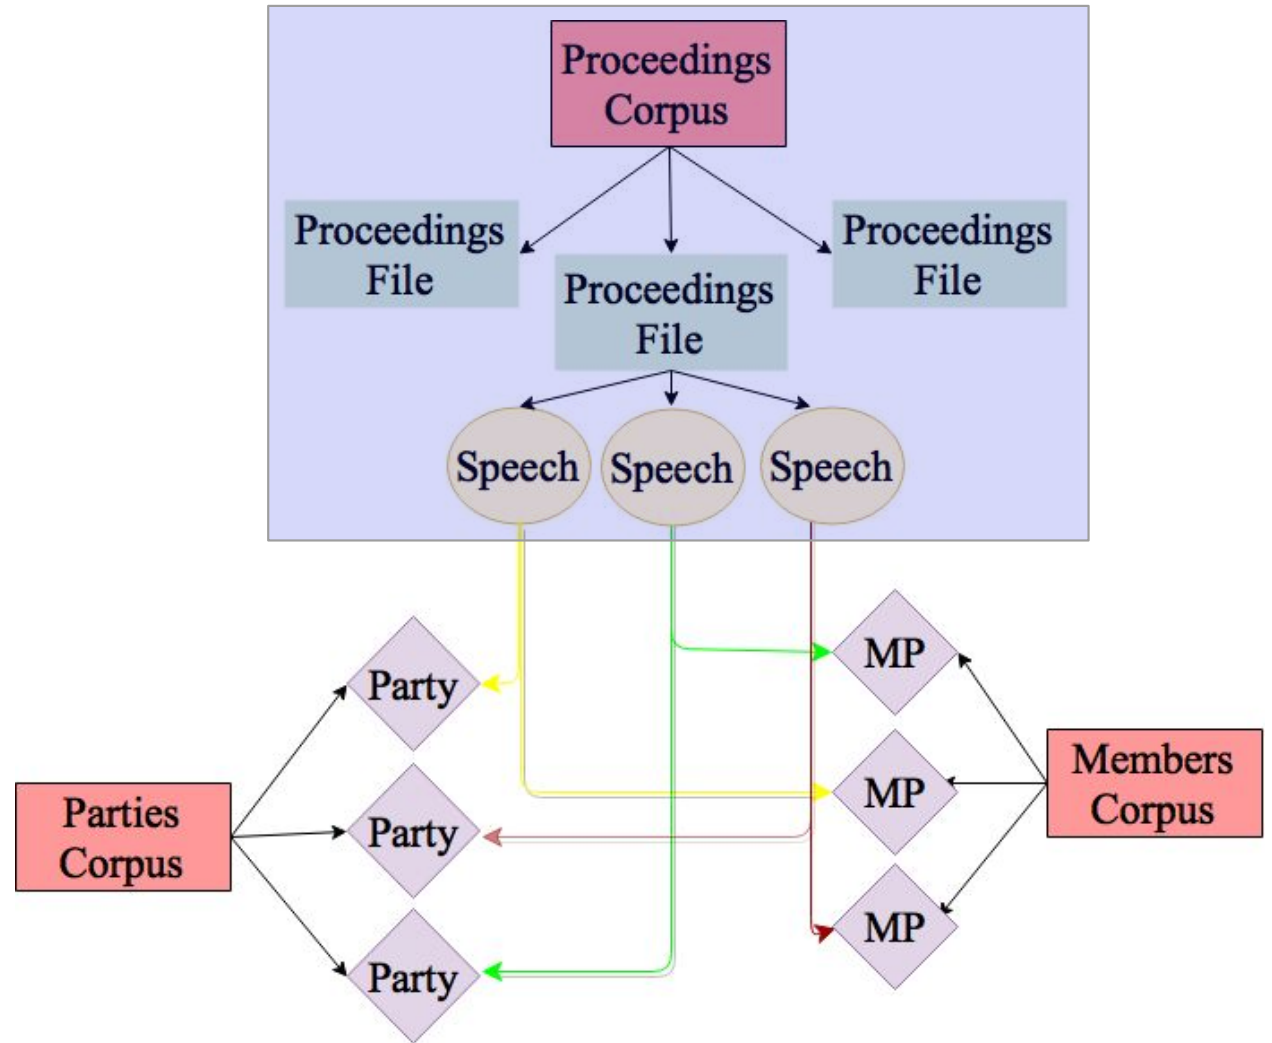 Proceedings
Corpus
Proceedings
File
Proceedings
File
Proceedings
File
Speech
Speech
Speech
Party
Party
Party
Parties
Corpus
MP
MP
MP
Members
Corpus